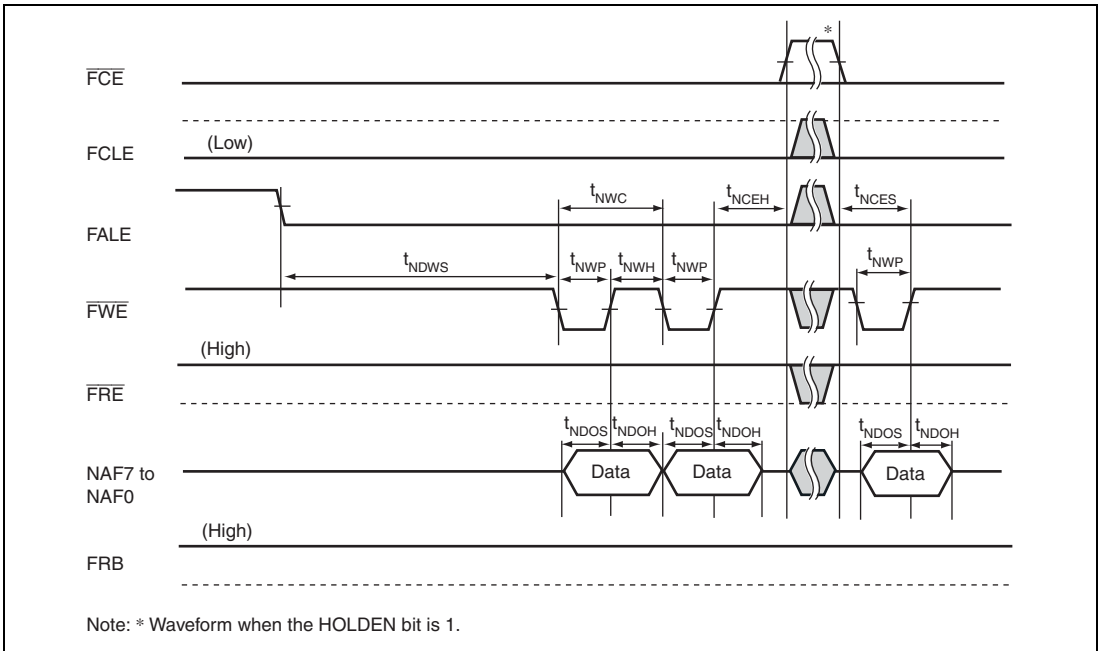 *
FCE
(Low)
FCLE
tNWC
tNCEH
tNCES
FALE
tNDWS
tNWP
tNWH
tNWP
tNWP
FWE
(High)
FRE
tNDOS
tNDOH
tNDOS
tNDOH
tNDOS
tNDOH
NAF7 to
NAF0
Data
Data
Data
(High)
FRB
Note: * Waveform when the HOLDEN bit is 1.